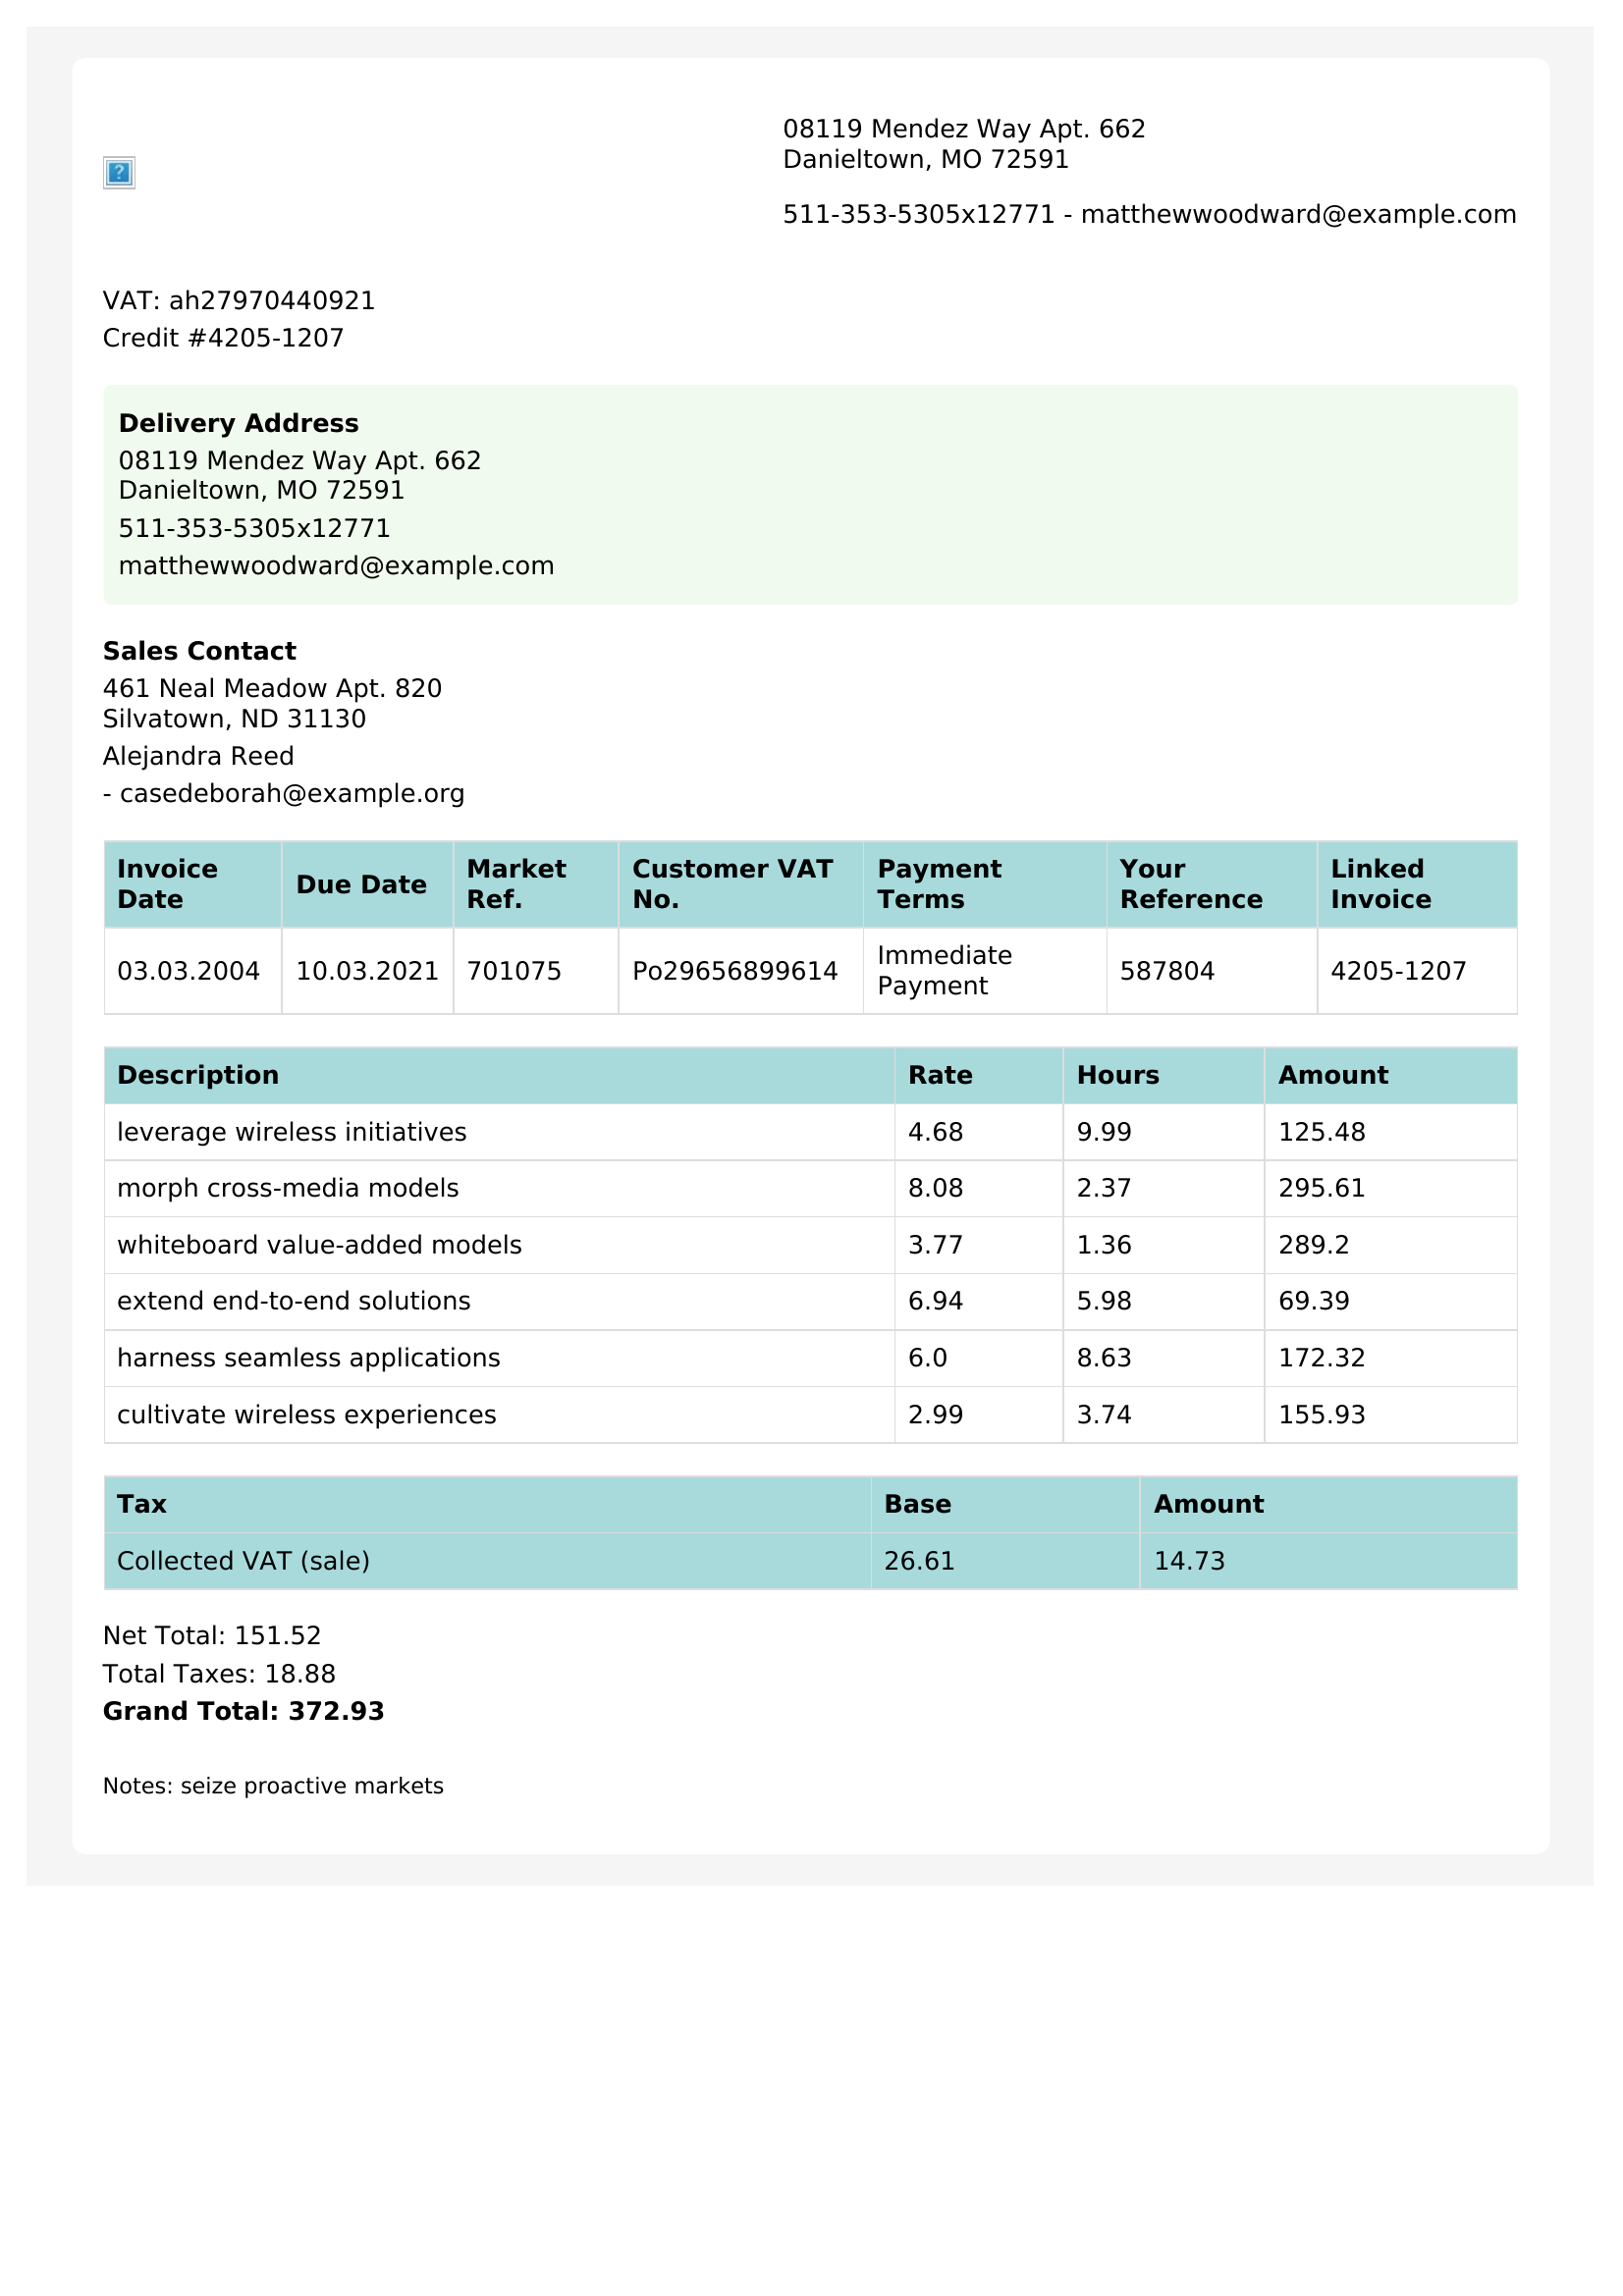 08119 Mendez Way Apt. 662
Danieltown, MO 72591
511-353-5305x12771 - matthewwoodward@example.com
VAT: ah27970440921
Credit #4205-1207
Delivery Address
08119 Mendez Way Apt. 662
Danieltown, MO 72591
511-353-5305x12771
matthewwoodward@example.com
Sales Contact
461 Neal Meadow Apt. 820
Silvatown, ND 31130
Alejandra Reed
- casedeborah@example.org
Invoice Date Due Date Market Ref. Customer VAT No. Payment Terms Your Reference Linked Invoice
03.03.2004 10.03.2021 701075 Po29656899614 Immediate Payment 587804 4205-1207
Description Rate Hours Amount
leverage wireless initiatives 4.68 9.99 125.48
morph cross-media models 8.08 2.37 295.61
whiteboard value-added models 3.77 1.36 289.2
extend end-to-end solutions 6.94 5.98 69.39
harness seamless applications 6.0 8.63 172.32
cultivate wireless experiences 2.99 3.74 155.93
Tax Base Amount
Collected VAT (sale) 26.61 14.73
Net Total: 151.52
Total Taxes: 18.88
Grand Total: 372.93
Notes: seize proactive markets